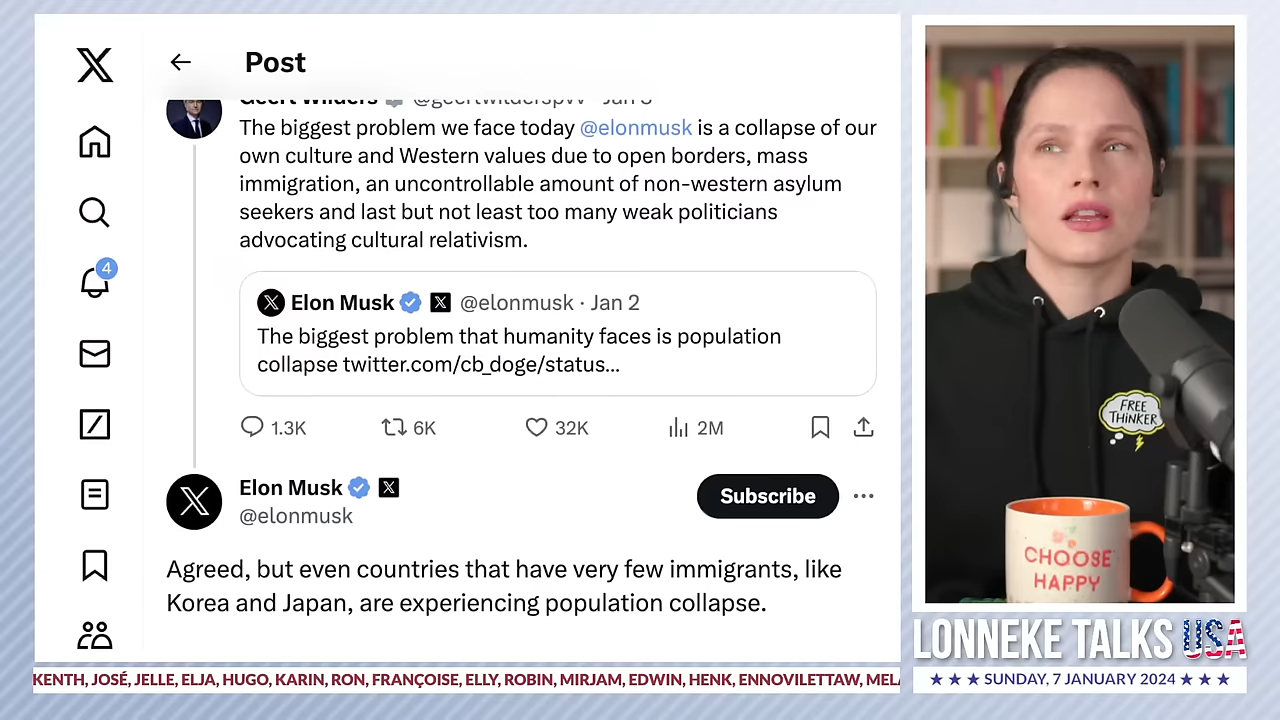 Post
Geert Wilders @geertwilderspvv · Jan 3
The biggest problem we face today @elonmusk is a collapse of our
own culture and Western values due to open borders, mass
immigration, an uncontrollable amount of non-western asylum
seekers and last but not least too many weak politicians
advocating cultural relativism.
Elon Musk @elonmusk · Jan 2
The biggest problem that humanity faces is population
collapse twitter.com/cb_doge/status...
1.3K 6K 32K 2M
4
Elon Musk
@elonmusk
Subscribe
Agreed, but even countries that have very few immigrants, like
Korea and Japan, are experiencing population collapse.
FREE
THiNKER
CHOOSE
HAPPY
LONNEKE TALKS USA
KENTH, JOSÉ, JELLE, ELJA, HUGO, KARIN, RON, FRANÇOISE, ELLY, ROBIN, MIRJAM, EDWIN, HENK, ENNOVILETTAW,
SUNDAY, 7 JANUARY 2024